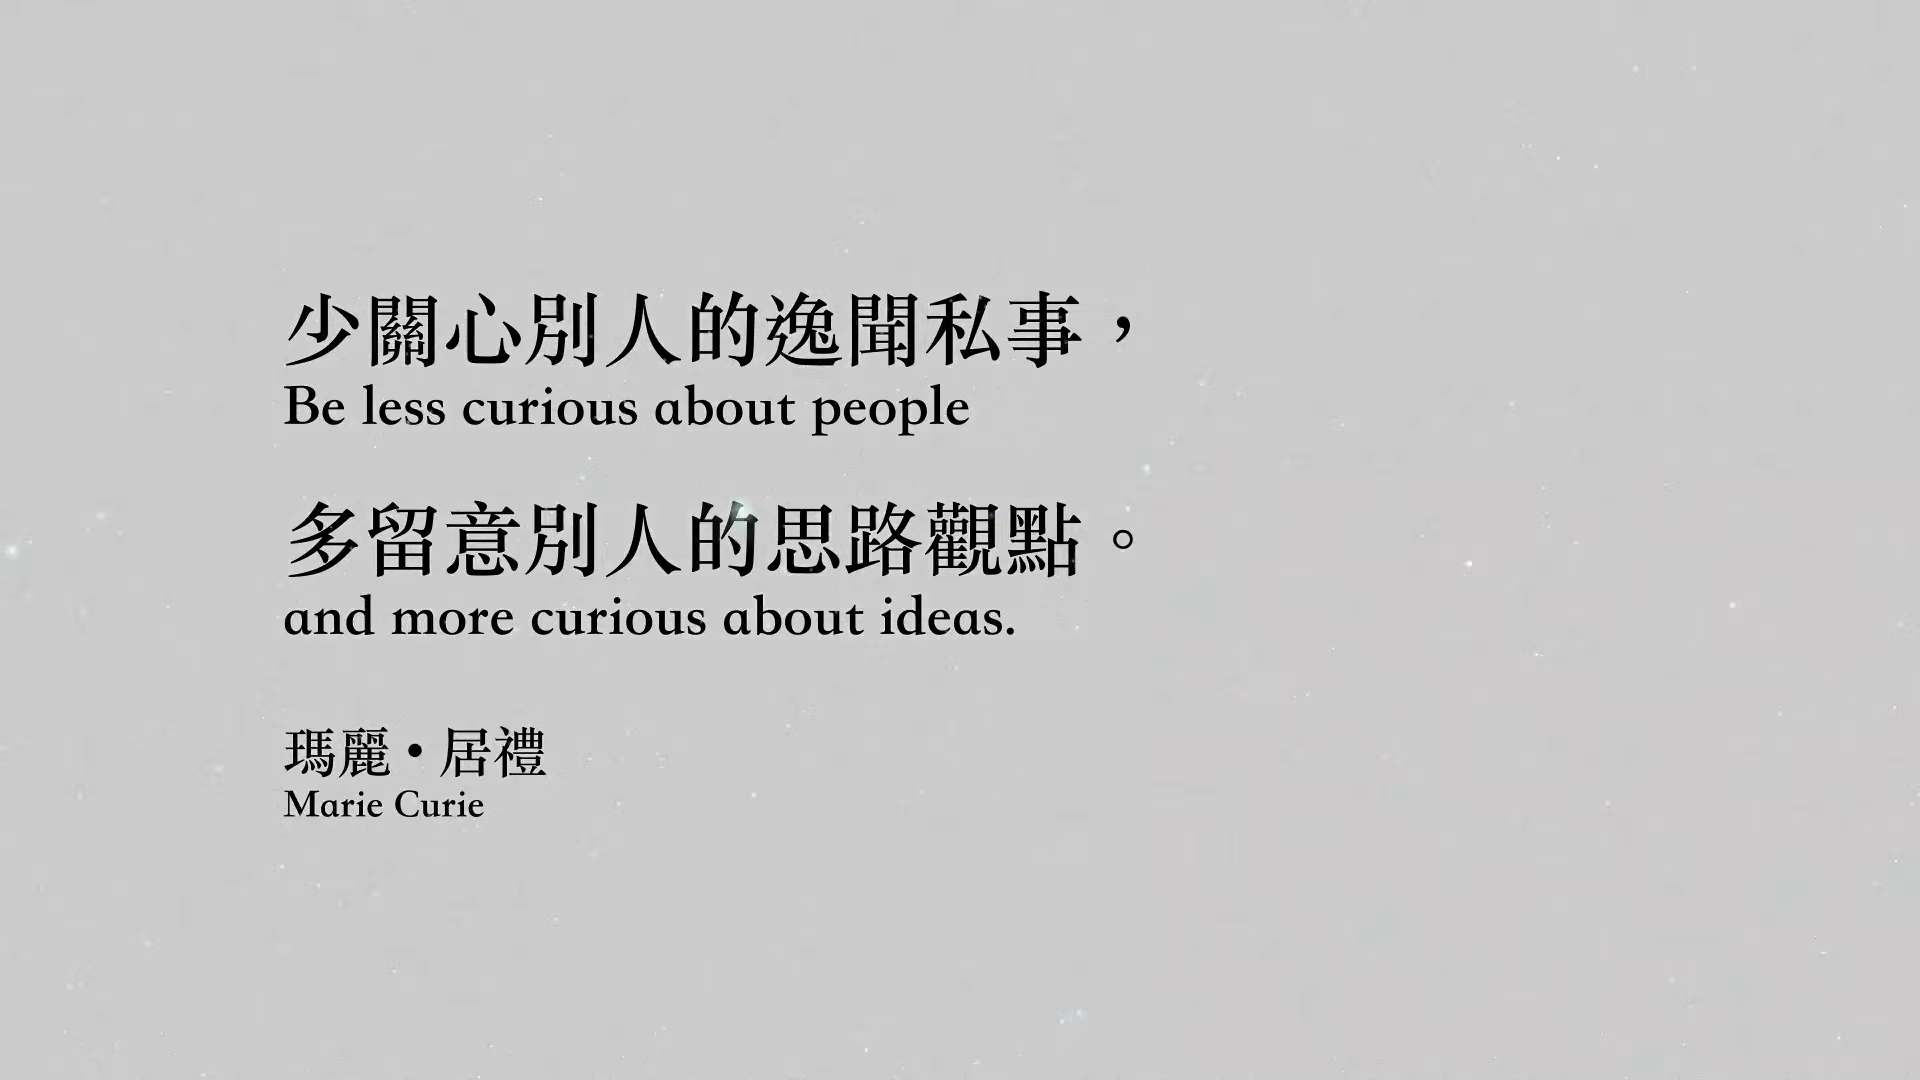 少關心別人的逸聞私事，
Be less curious about people
多留意別人的思路觀點。
and more curious about ideas.
瑪麗•居禮
Marie Curie